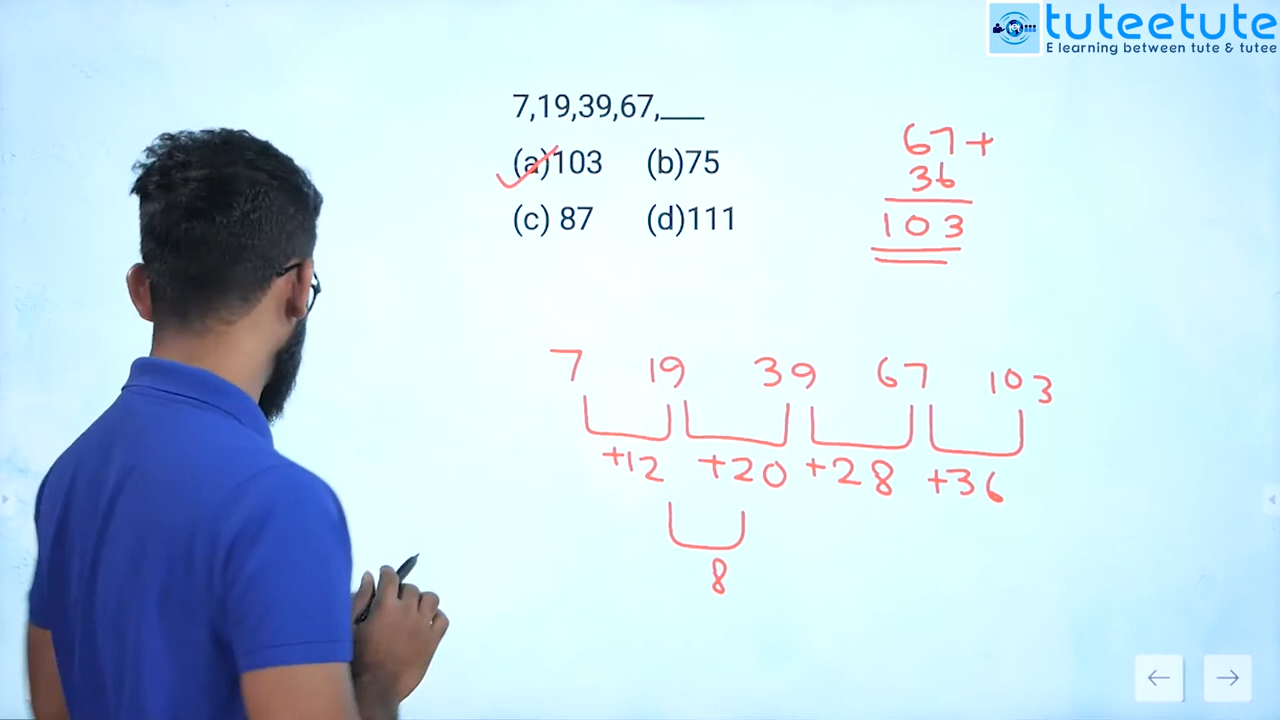 tuteetute
E learning between tute & tutee
7,19,39,67,___
(a)103 (b)75
(c) 87 (d)111
67+
36
103
7 19 39 67 103
+12 +20 +28 +36
8